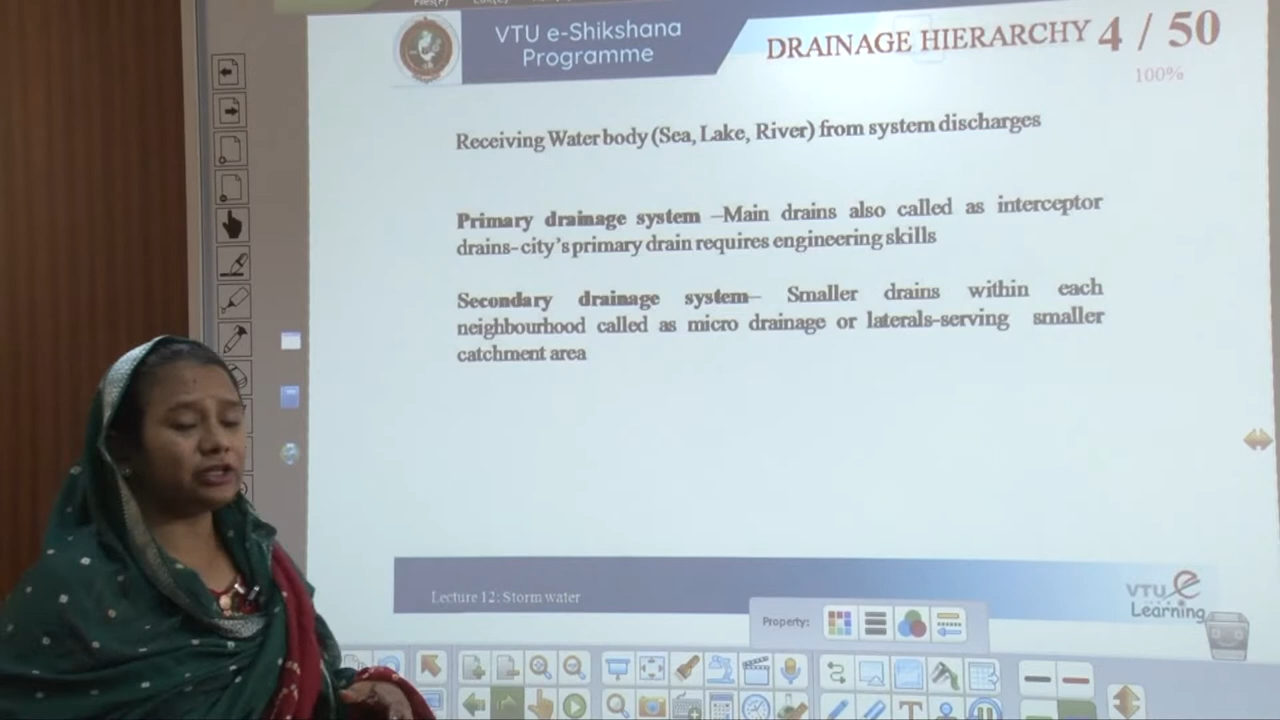 VTU e-Shikshana
Programme
DRAINAGE HIERARCHY 4 / 50
100%
Receiving Water body (Sea, Lake, River) from system discharges
Primary drainage system –Main drains also called as interceptor
drains- city's primary drain requires engineering skills
Secondary drainage system– Smaller drains within each
neighbourhood called as micro drainage or laterals-serving smaller
catchment area
Lecture 12: Storm water
VTU e
Learning
Property: